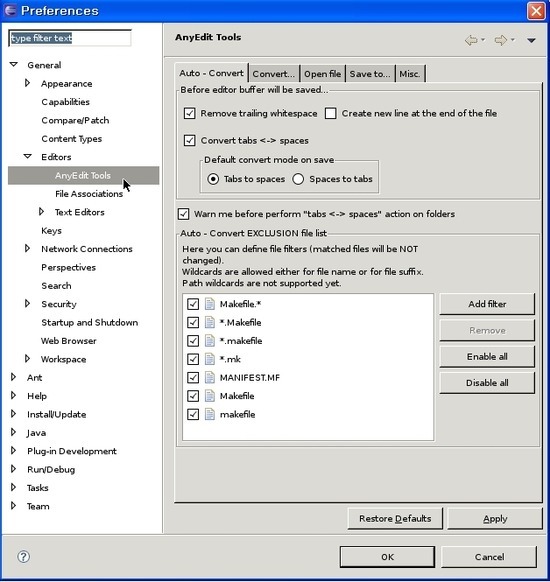 Preferences
type filter text
General
Appearance
Capabilities
Compare/Patch
Content Types
Editors
AnyEdit Tools
File Associations
Text Editors
Keys
Network Connections
Perspectives
Search
Security
Startup and Shutdown
Web Browser
Workspace
Ant
Help
Install/Update
Java
Plug-in Development
Run/Debug
Tasks
Team
AnyEdit Tools
Auto - Convert Convert... Open file Save to... Misc.
Before editor buffer will be saved...
Remove trailing whitespace Create new line at the end of the file
Convert tabs <-> spaces
Default convert mode on save
Tabs to spaces Spaces to tabs
Warn me before perform "tabs <-> spaces" action on folders
Auto - Convert EXCLUSION file list
Here you can define file filters (matched files will be NOT
changed).
Wildcards are allowed either for file name or for file suffix.
Path wildcards are not supported yet.
Makefile.*
*.Makefile
*.makefile
*.mk
MANIFEST.MF
Makefile
makefile
Add filter
Remove
Enable all
Disable all
Restore Defaults Apply
? OK Cancel